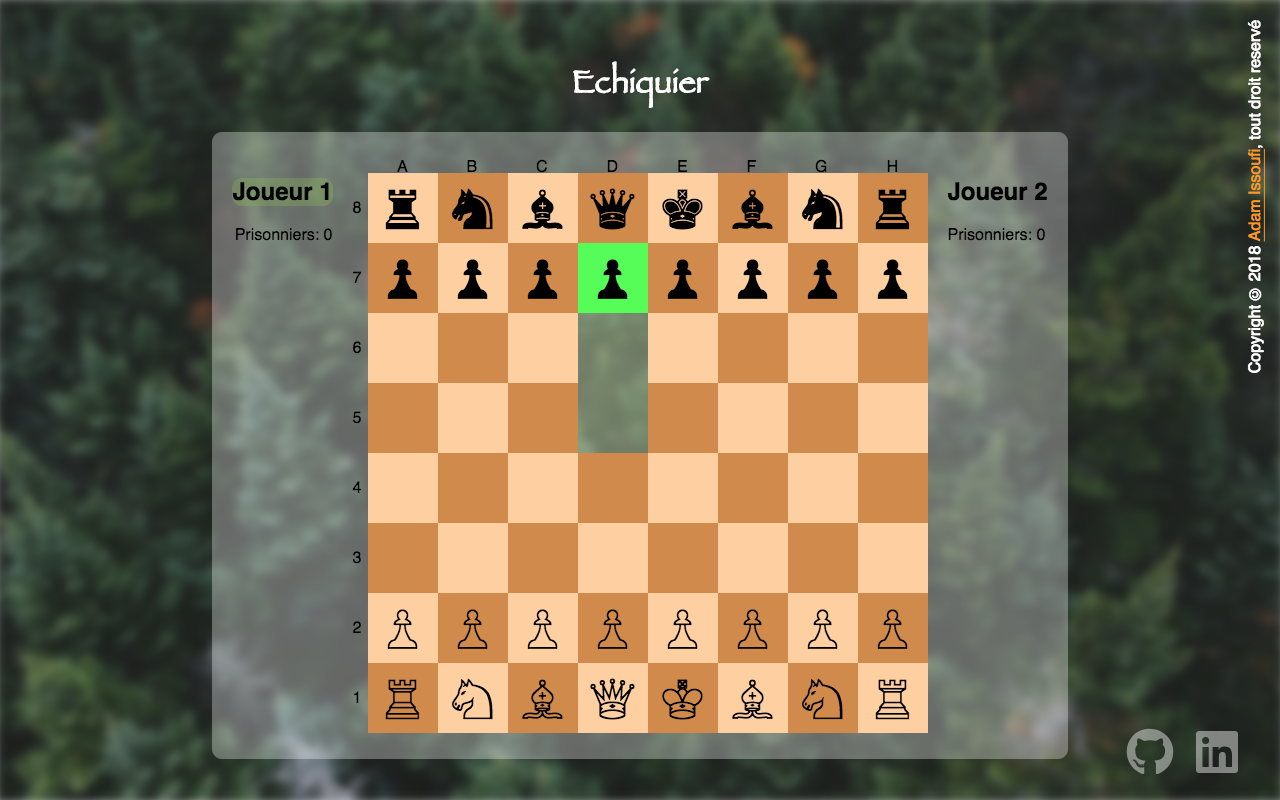 Echiquier
A B C D E F G H
Joueur 1
Prisonniers: 0
Joueur 2
Prisonniers: 0
8
7
6
5
4
3
2
1
Copyright © 2018 Adam Issoufi, tout droit reservé
in